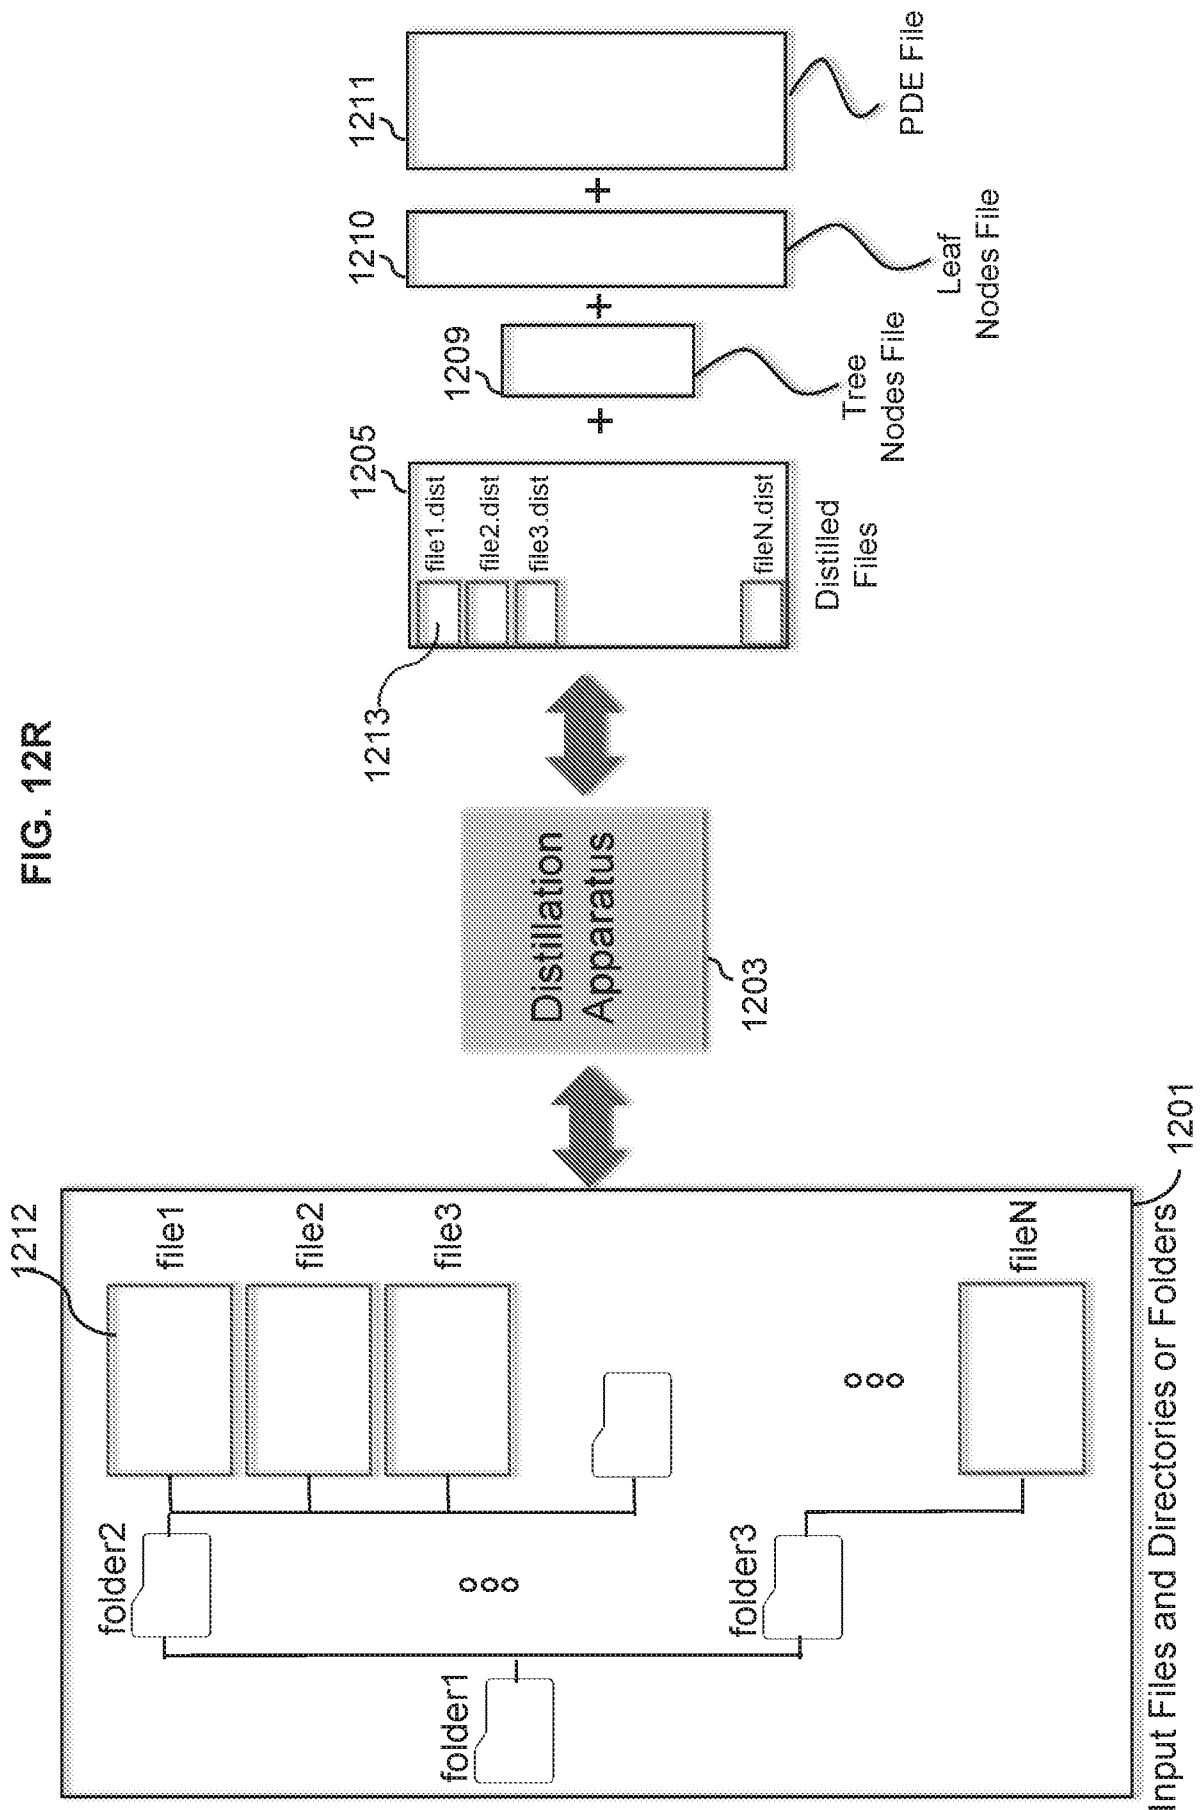 FIG. 12R
1212
file1
file2
file3
fileN
folder2
folder1
folder3
Input Files and Directories or Folders
1201
Distillation
Apparatus
1203
1213
1205
file1.dist
file2.dist
file3.dist
fileN.dist
Distilled
Files
+
1209
Tree
Nodes File
+
1210
Leaf
Nodes File
+
1211
PDE File